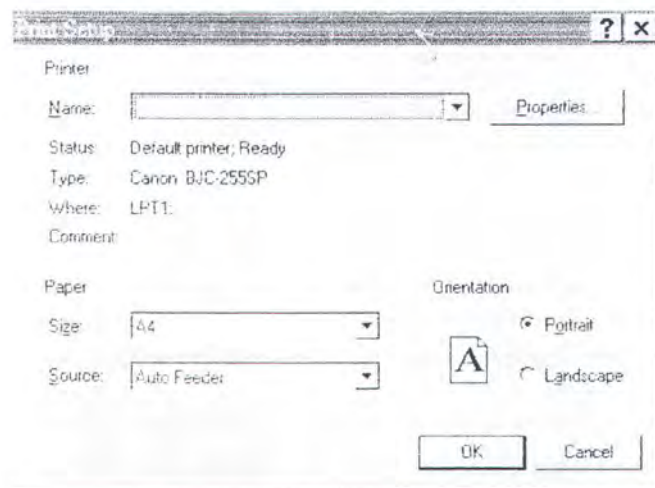 Print Setup
? ×
Printer
Name:
Properties...
Status: Default printer; Ready
Type: Canon BJC-255SP
Where: LPT1:
Comment:
Paper
Orientation
Size: A4
Portrait
A
Source: Auto Feeder
Landscape
OK Cancel